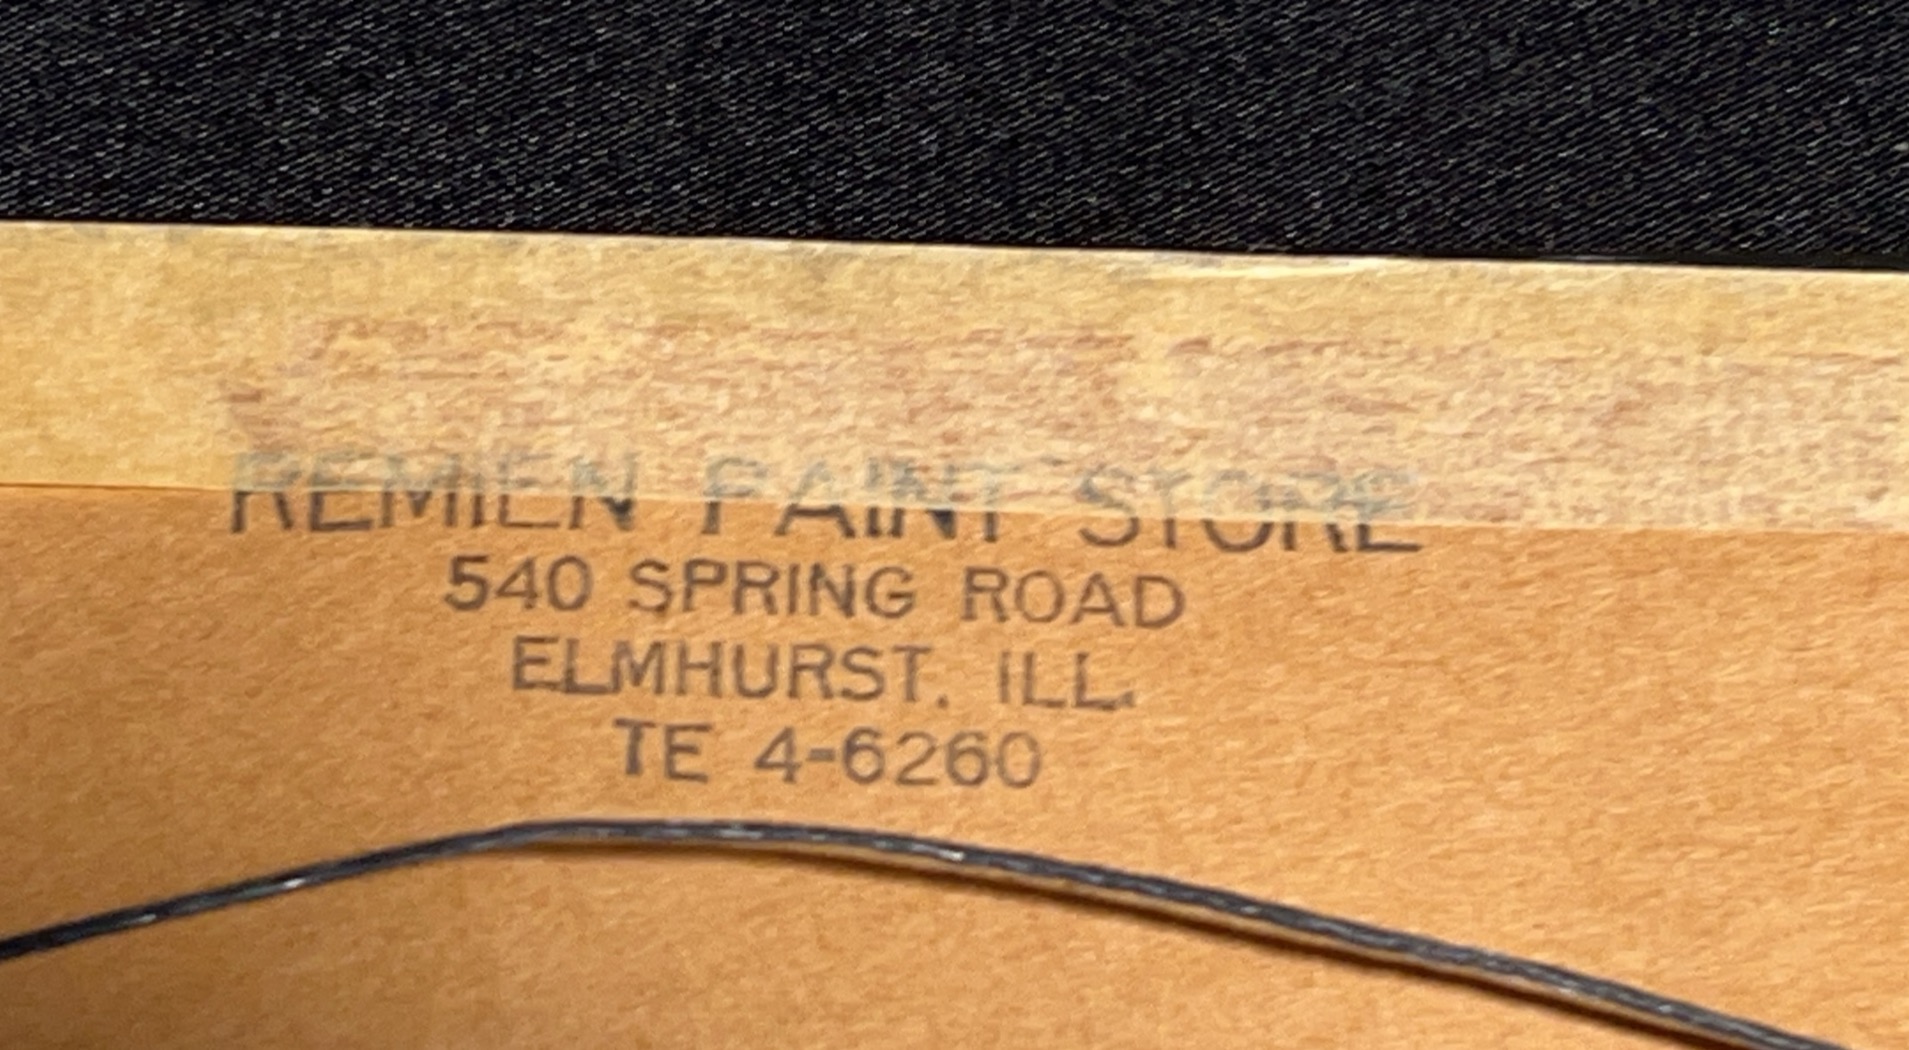 REMIEN PAINT STORE
540 SPRING ROAD
ELMHURST, ILL.
TE 4-6260